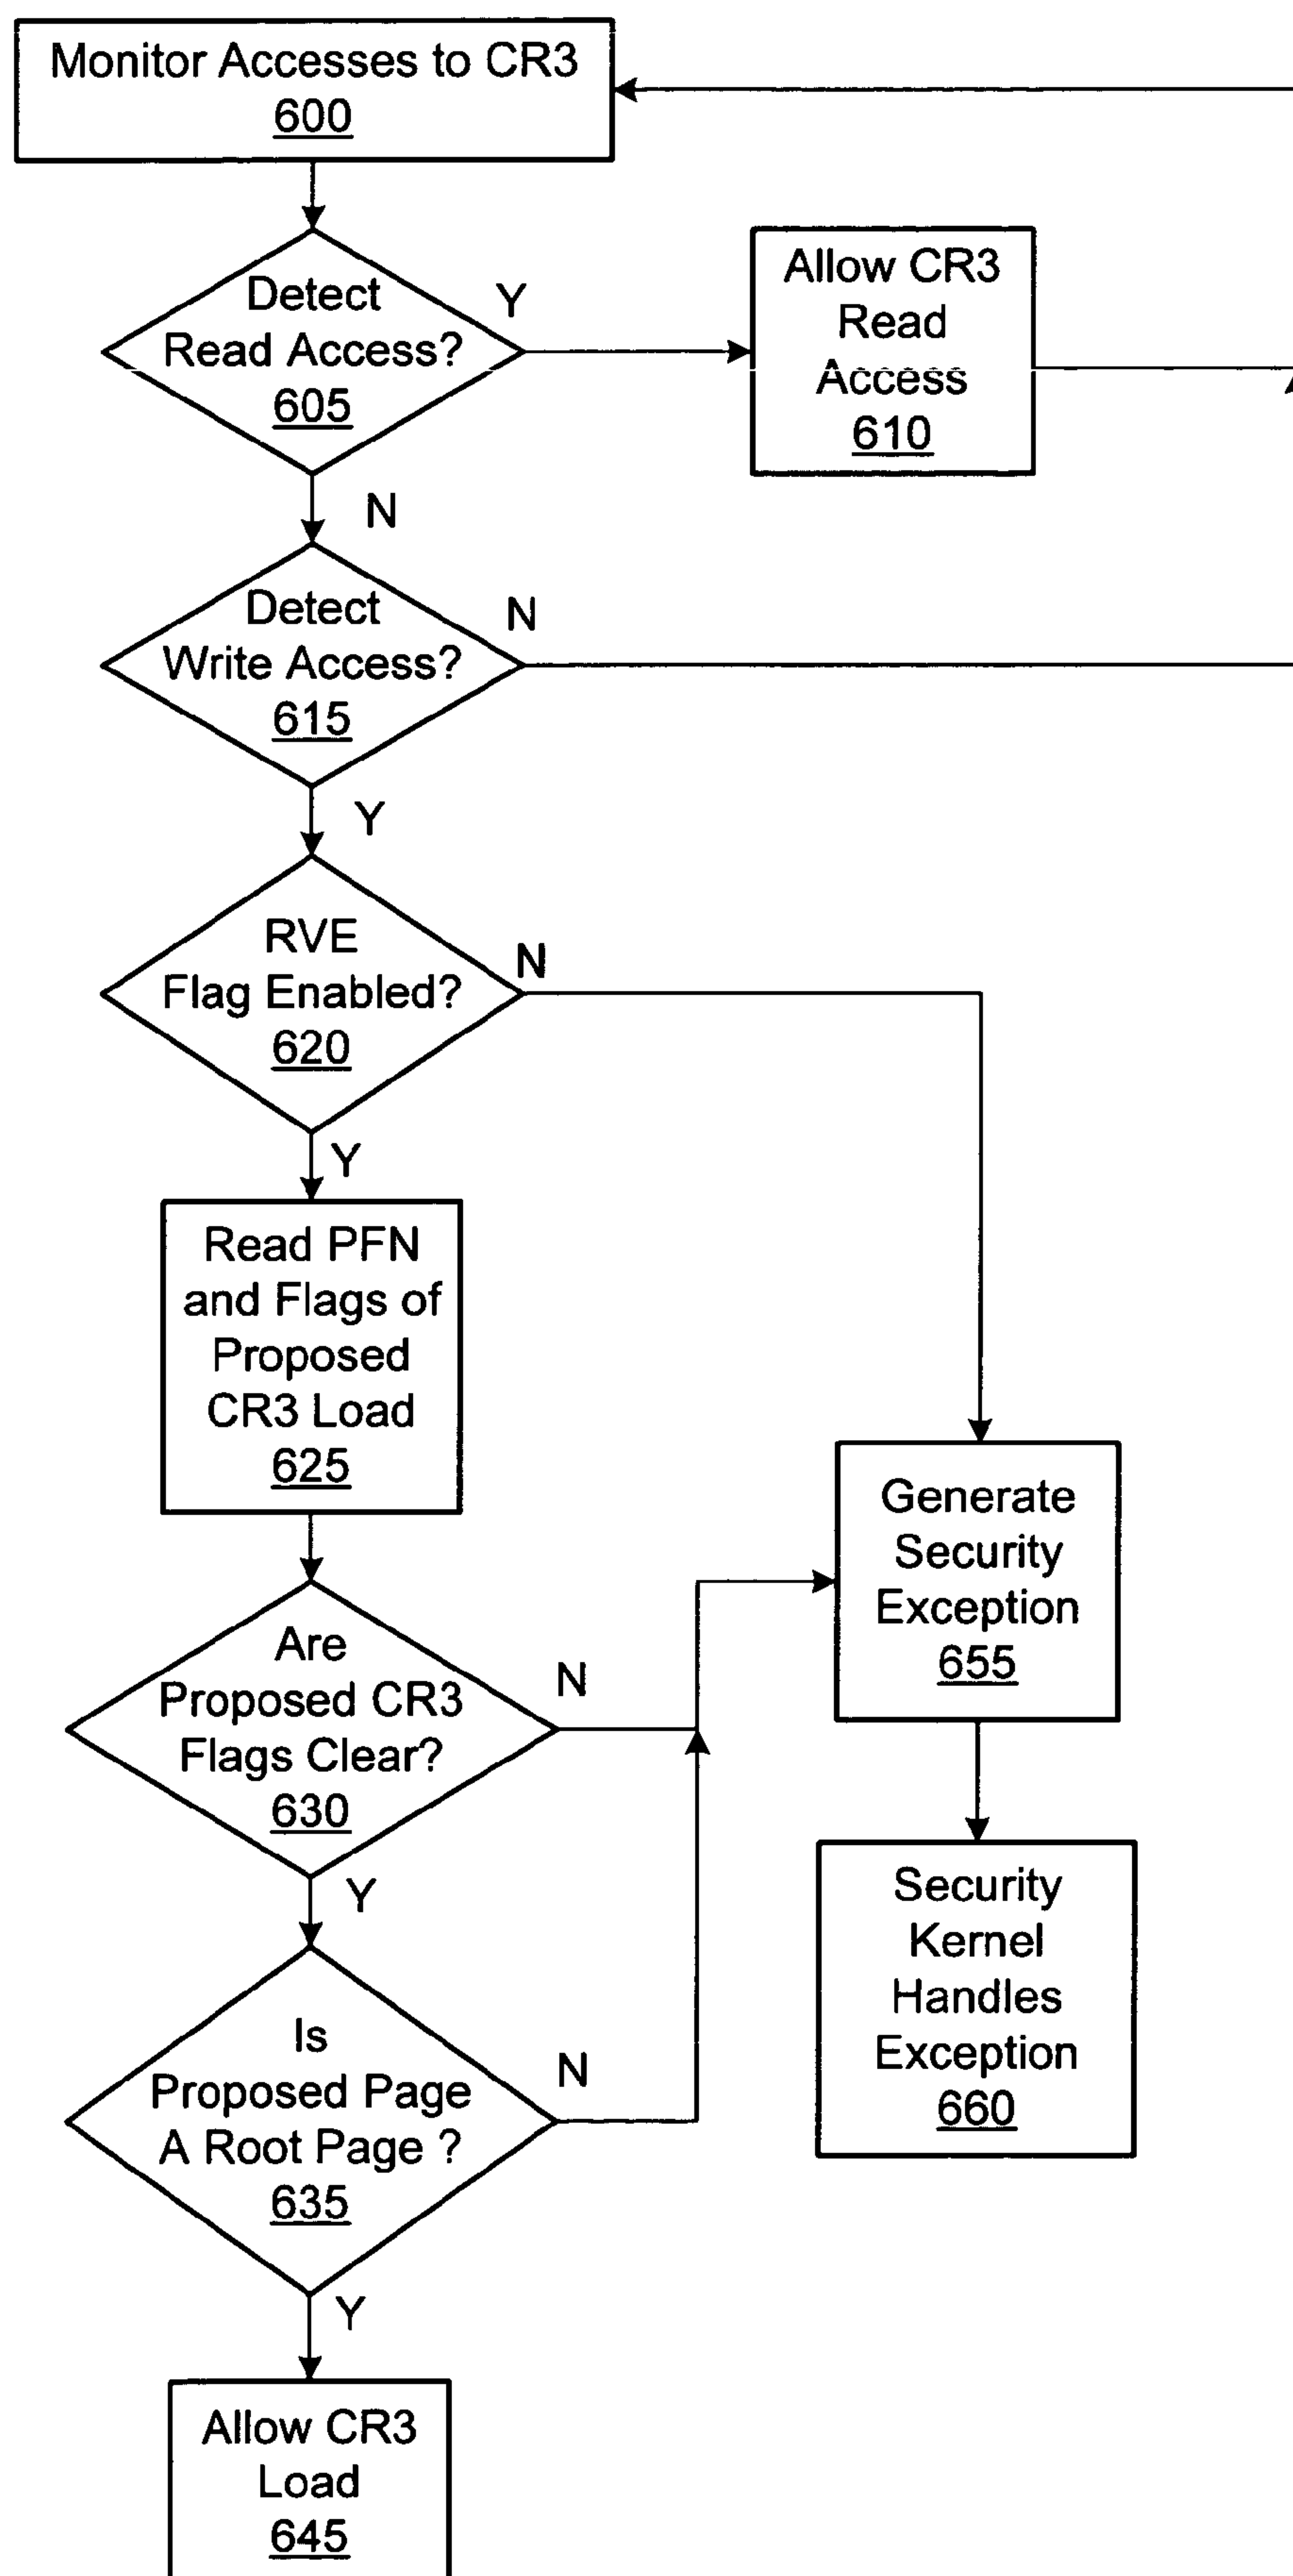 Monitor Accesses to CR3
600
Detect
Read Access?
605
Y
Allow CR3
Read
Access
610
N
Detect
Write Access?
615
N
Y
RVE
Flag Enabled?
620
N
Y
Read PFN
and Flags of
Proposed
CR3 Load
625
Generate
Security
Exception
655
Are
Proposed CR3
Flags Clear?
630
N
Y
Security
Kernel
Handles
Exception
660
Is
Proposed Page
A Root Page ?
635
N
Y
Allow CR3
Load
645